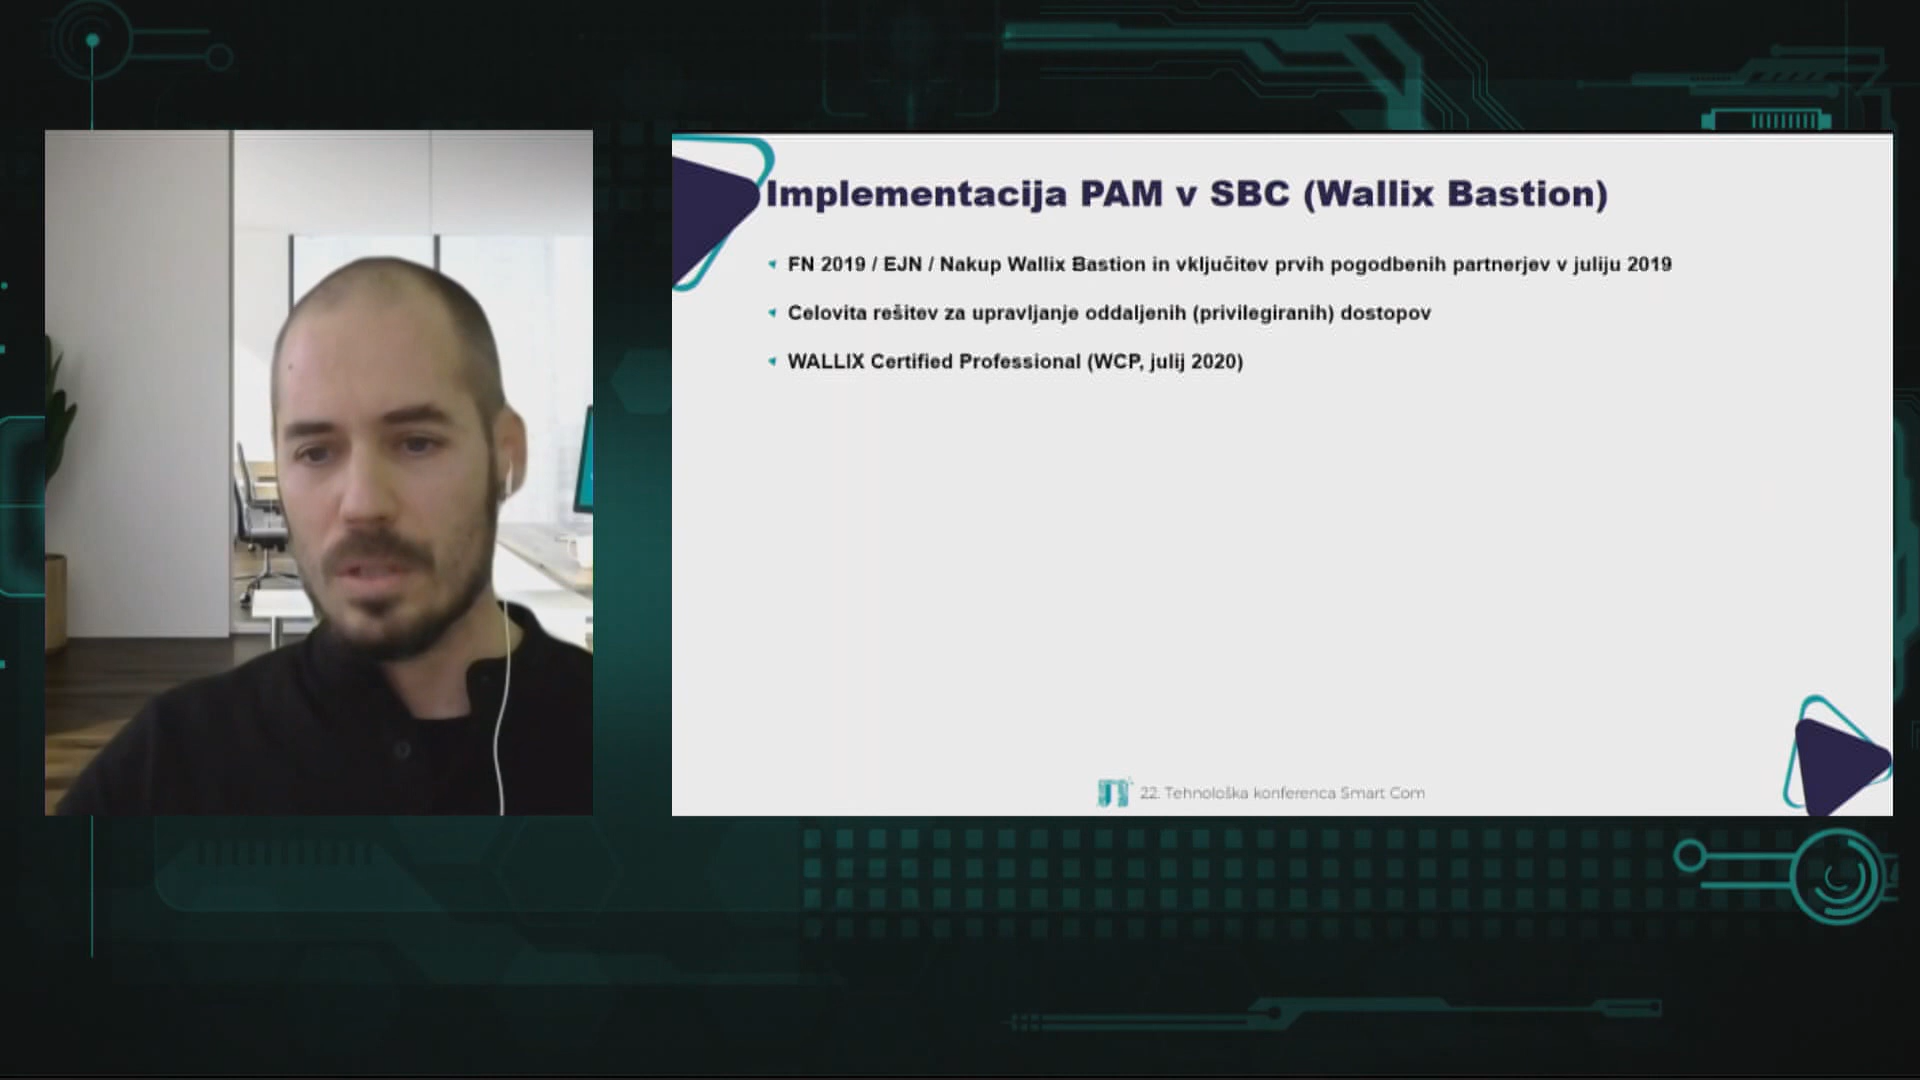 Implementacija PAM v SBC (Wallix Bastion)
FN 2019 / EJN / Nakup Wallix Bastion in vključitev prvih pogodbenih partnerjev v juliju 2019
Celovita rešitev za upravljanje oddaljenih (privilegiranih) dostopov
WALLIX Certified Professional (WCP, julij 2020)
22. Tehnološka konferenca Smart Com